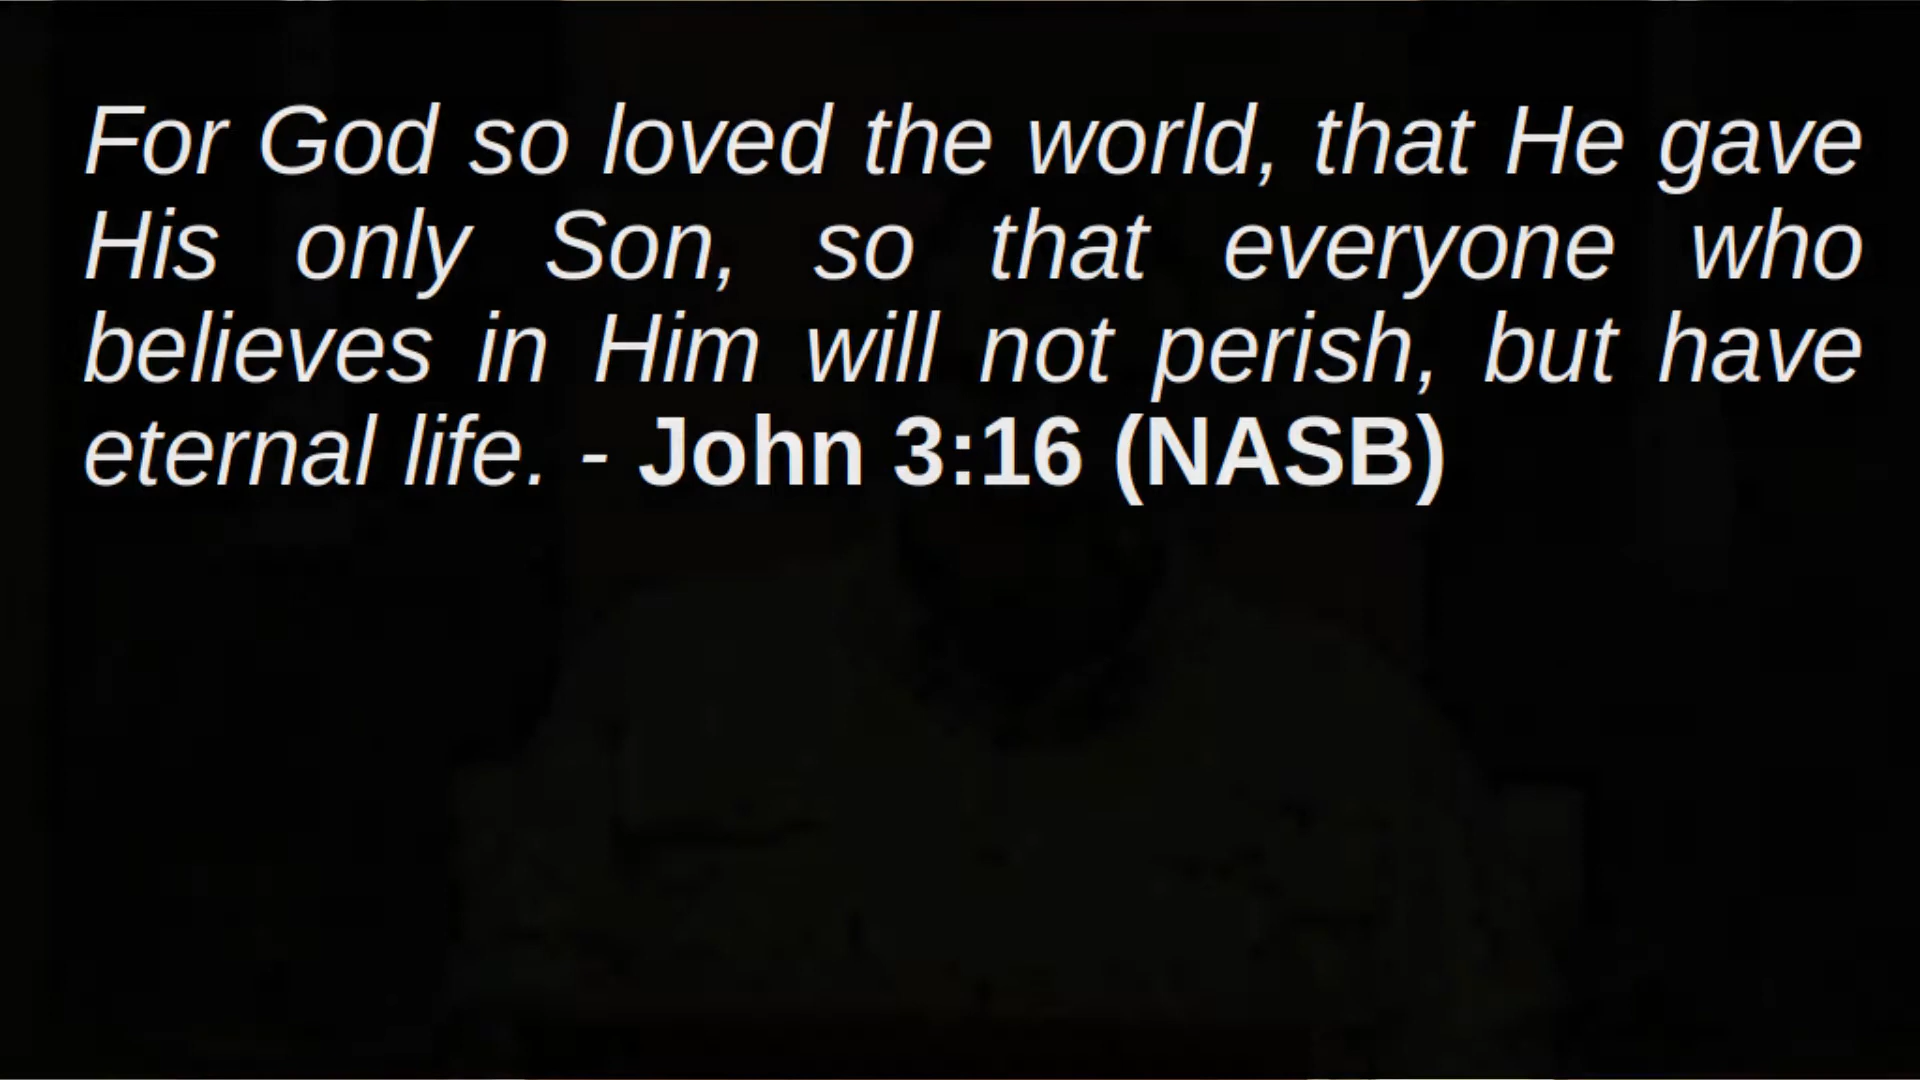 For God so loved the world, that He gave
His only Son, so that everyone who
believes in Him will not perish, but have
eternal life. - John 3:16 (NASB)